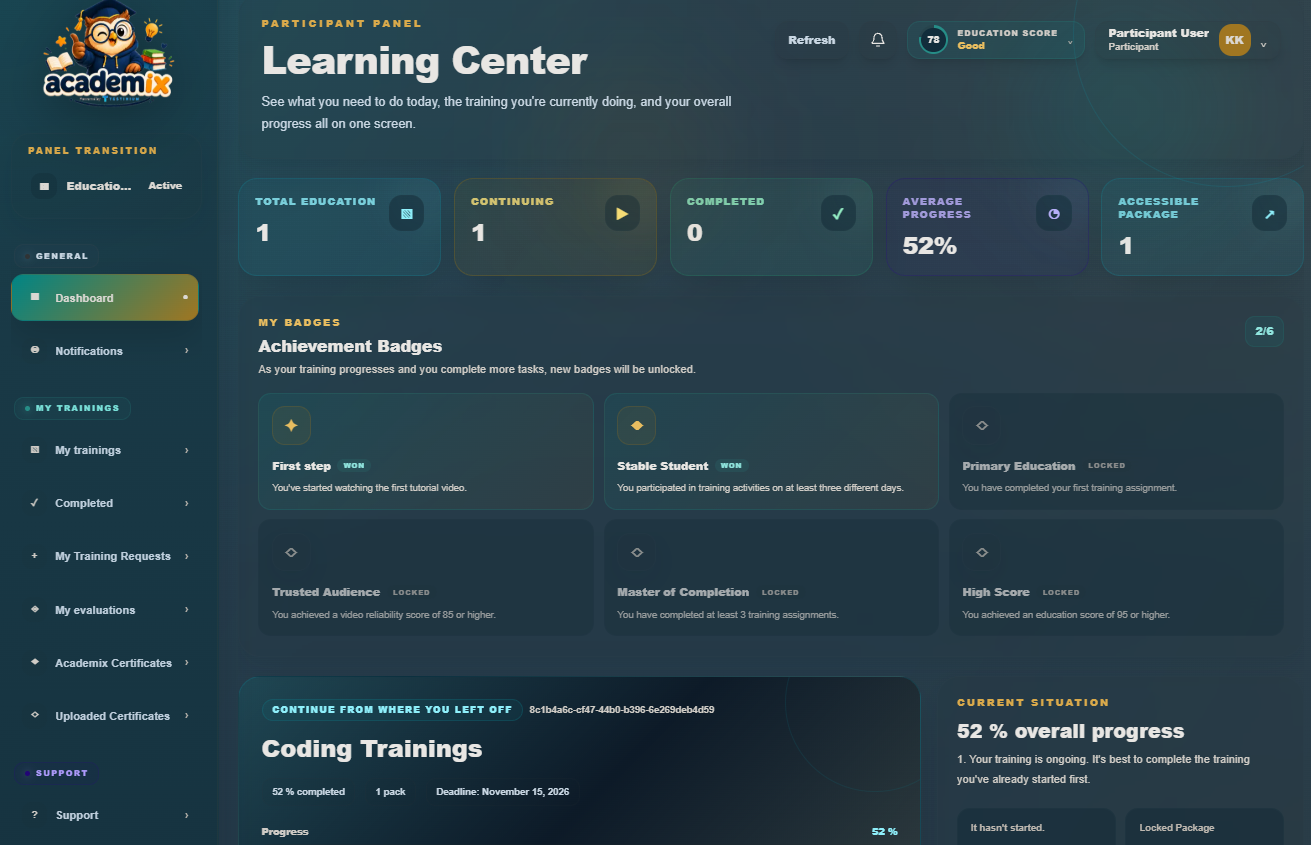 academix
PANEL TRANSITION
Educatio...
Active
GENERAL
Dashboard
Notifications
MY TRAININGS
My trainings
Completed
My Training Requests
My evaluations
Academix Certificates
Uploaded Certificates
SUPPORT
? Support
PARTICIPANT PANEL
Learning Center
See what you need to do today, the training you're currently doing, and your overall
progress all on one screen.
Refresh
78
EDUCATION SCORE
Good
Participant User
Participant
KK
TOTAL EDUCATION
1
CONTINUING
1
COMPLETED
0
AVERAGE
PROGRESS
52%
ACCESSIBLE
PACKAGE
1
MY BADGES
Achievement Badges
As your training progresses and you complete more tasks, new badges will be unlocked.
2/6
First step WON
You've started watching the first tutorial video.
Stable Student WON
You participated in training activities on at least three different days.
Primary Education LOCKED
You have completed your first training assignment.
Trusted Audience LOCKED
You achieved a video reliability score of 85 or higher.
Master of Completion LOCKED
You have completed at least 3 training assignments.
High Score LOCKED
You achieved an education score of 95 or higher.
CONTINUE FROM WHERE YOU LEFT OFF 8c1b4a6c-cf47-44b0-b396-6e269deb4d59
Coding Trainings
52 % completed 1 pack Deadline: November 15, 2026
Progress 52 %
CURRENT SITUATION
52 % overall progress
1. Your training is ongoing. It's best to complete the training
you've already started first.
It hasn't started.
Locked Package